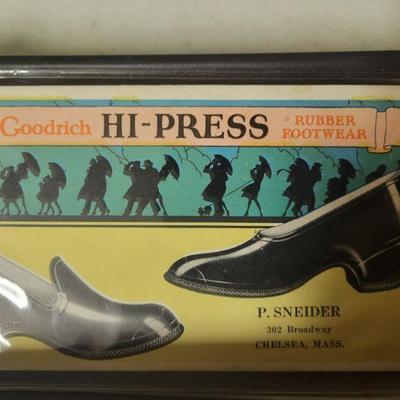 Goodrich HI-PRESS RUBBER
FOOTWEAR
P. SNEIDER
302 Broadway
CHELSEA, MASS.